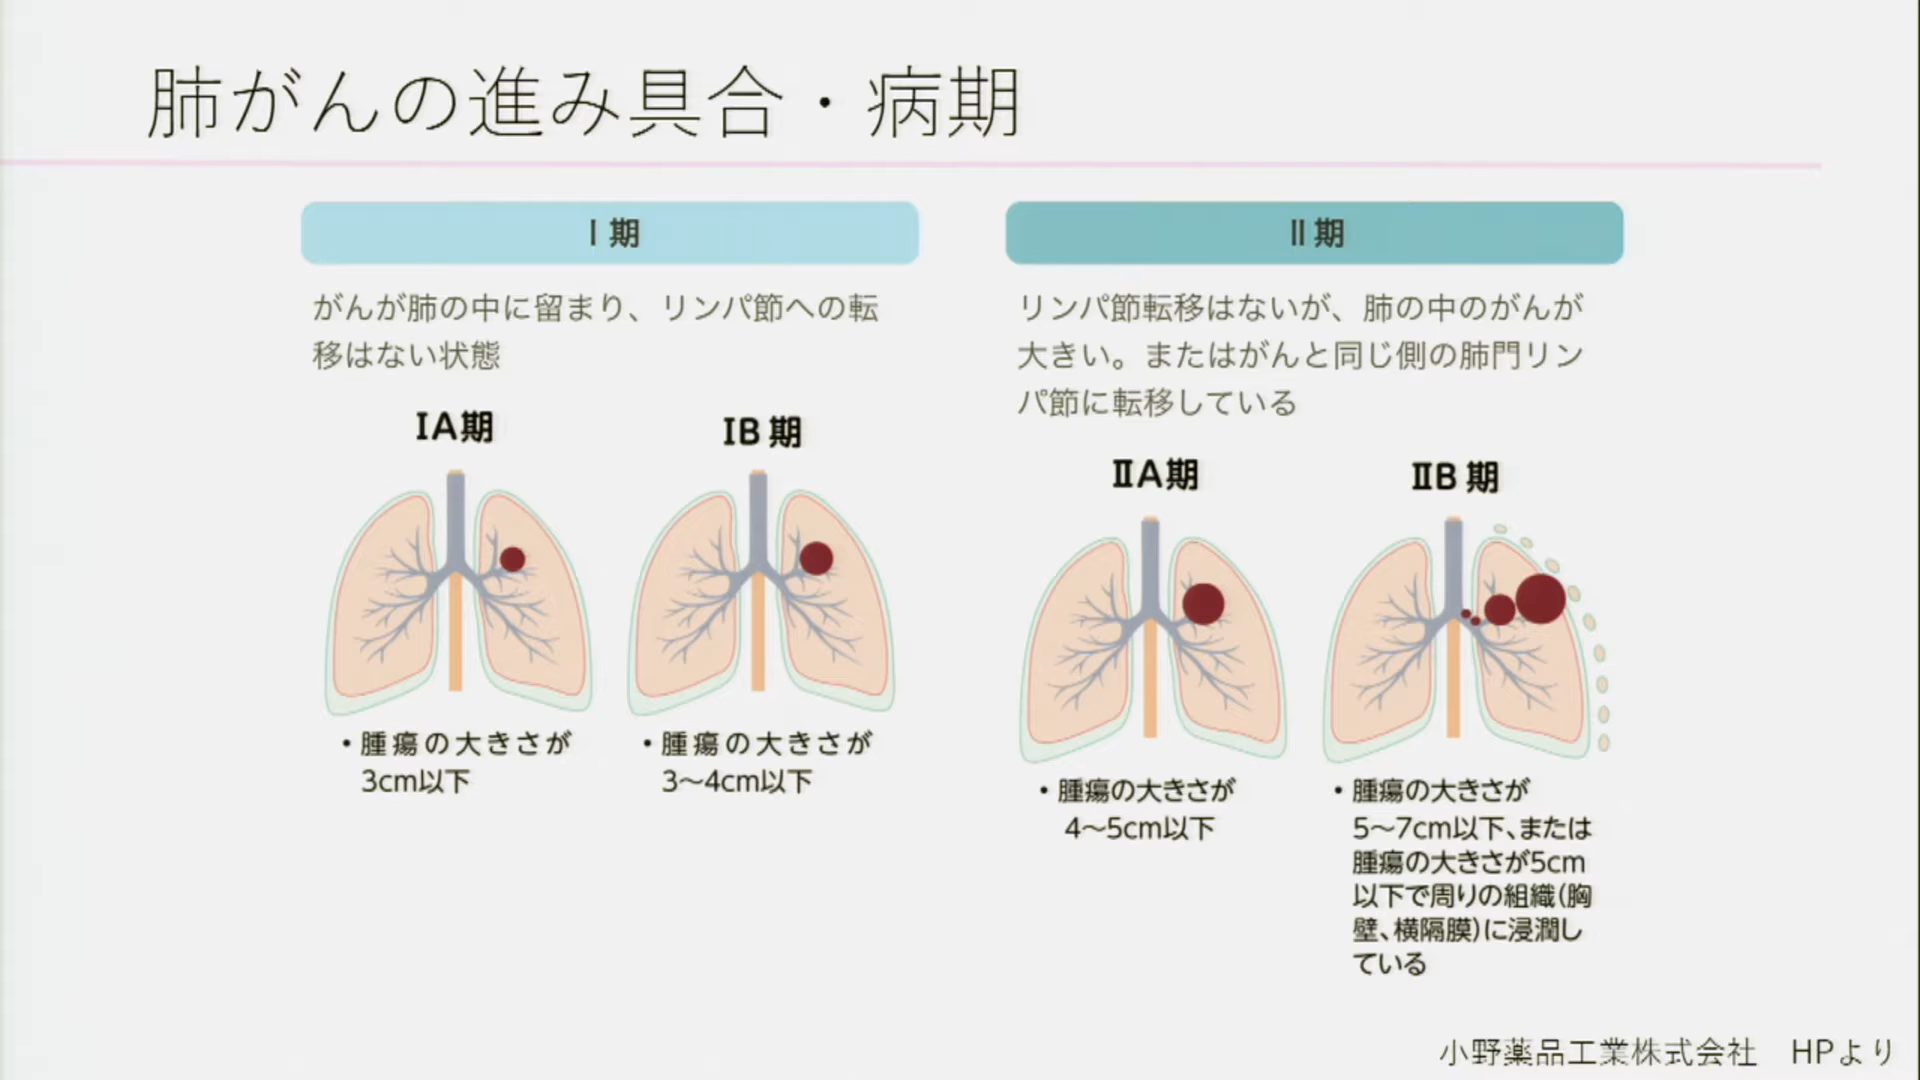 肺がんの進み具合・病期
Ⅰ期
がんが肺の中に留まり、リンパ節への転
移はない状態
ⅠA期
ⅠB期
・腫瘍の大きさが
3cm以下
・腫瘍の大きさが
3〜4cm以下
Ⅱ期
リンパ節転移はないが、肺の中のがんが
大きい。またはがんと同じ側の肺門リン
パ節に転移している
ⅡA期
ⅡB期
・腫瘍の大きさが
4〜5cm以下
・腫瘍の大きさが
5〜7cm以下、または
腫瘍の大きさが5cm
以下で周りの組織(胸
壁、横隔膜)に浸潤し
ている
小野薬品工業株式会社　HPより